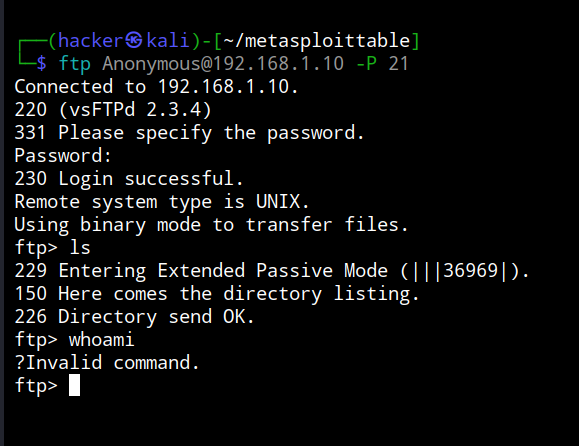 ┌──(hacker㉿kali)-[~/metasploittable]
└─$ ftp Anonymous@192.168.1.10 -P 21
Connected to 192.168.1.10.
220 (vsFTPd 2.3.4)
331 Please specify the password.
Password:
230 Login successful.
Remote system type is UNIX.
Using binary mode to transfer files.
ftp> ls
229 Entering Extended Passive Mode (|||36969|).
150 Here comes the directory listing.
226 Directory send OK.
ftp> whoami
?Invalid command.
ftp>